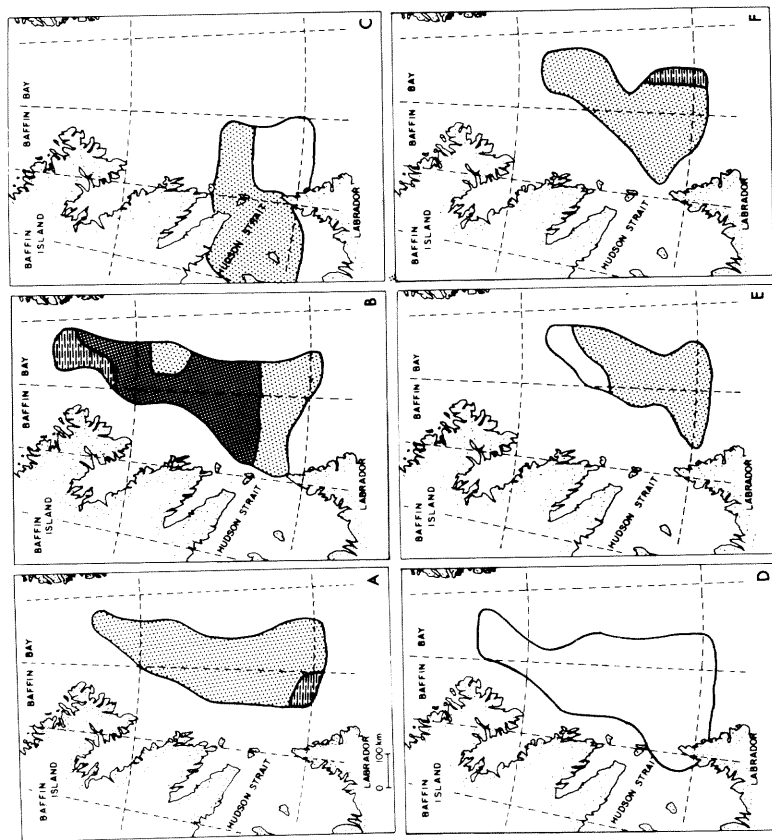 BAFFIN
ISLAND
BAFFIN BAY
HUDSON STRAIT
LABRADOR
0 100 km
A
BAFFIN
ISLAND
BAFFIN BAY
HUDSON STRAIT
LABRADOR
B
BAFFIN
ISLAND
BAFFIN BAY
HUDSON STRAIT
LABRADOR
C
BAFFIN
ISLAND
BAFFIN BAY
HUDSON STRAIT
LABRADOR
D
BAFFIN
ISLAND
BAFFIN BAY
HUDSON STRAIT
LABRADOR
E
BAFFIN
ISLAND
BAFFIN BAY
HUDSON STRAIT
LABRADOR
F